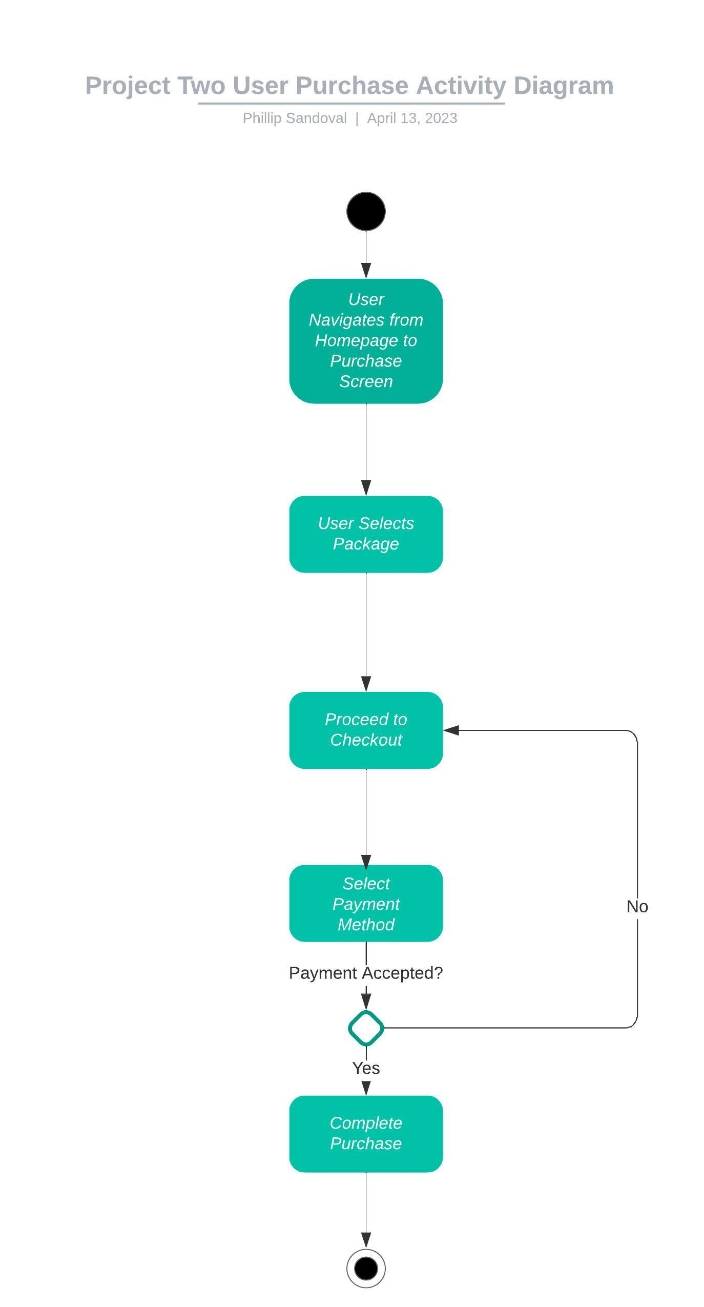 Project Two User Purchase Activity Diagram
Phillip Sandoval | April 13, 2023
User
Navigates from
Homepage to
Purchase
Screen
User Selects
Package
Proceed to
Checkout
Select
Payment
Method
No
Payment Accepted?
Yes
Complete
Purchase